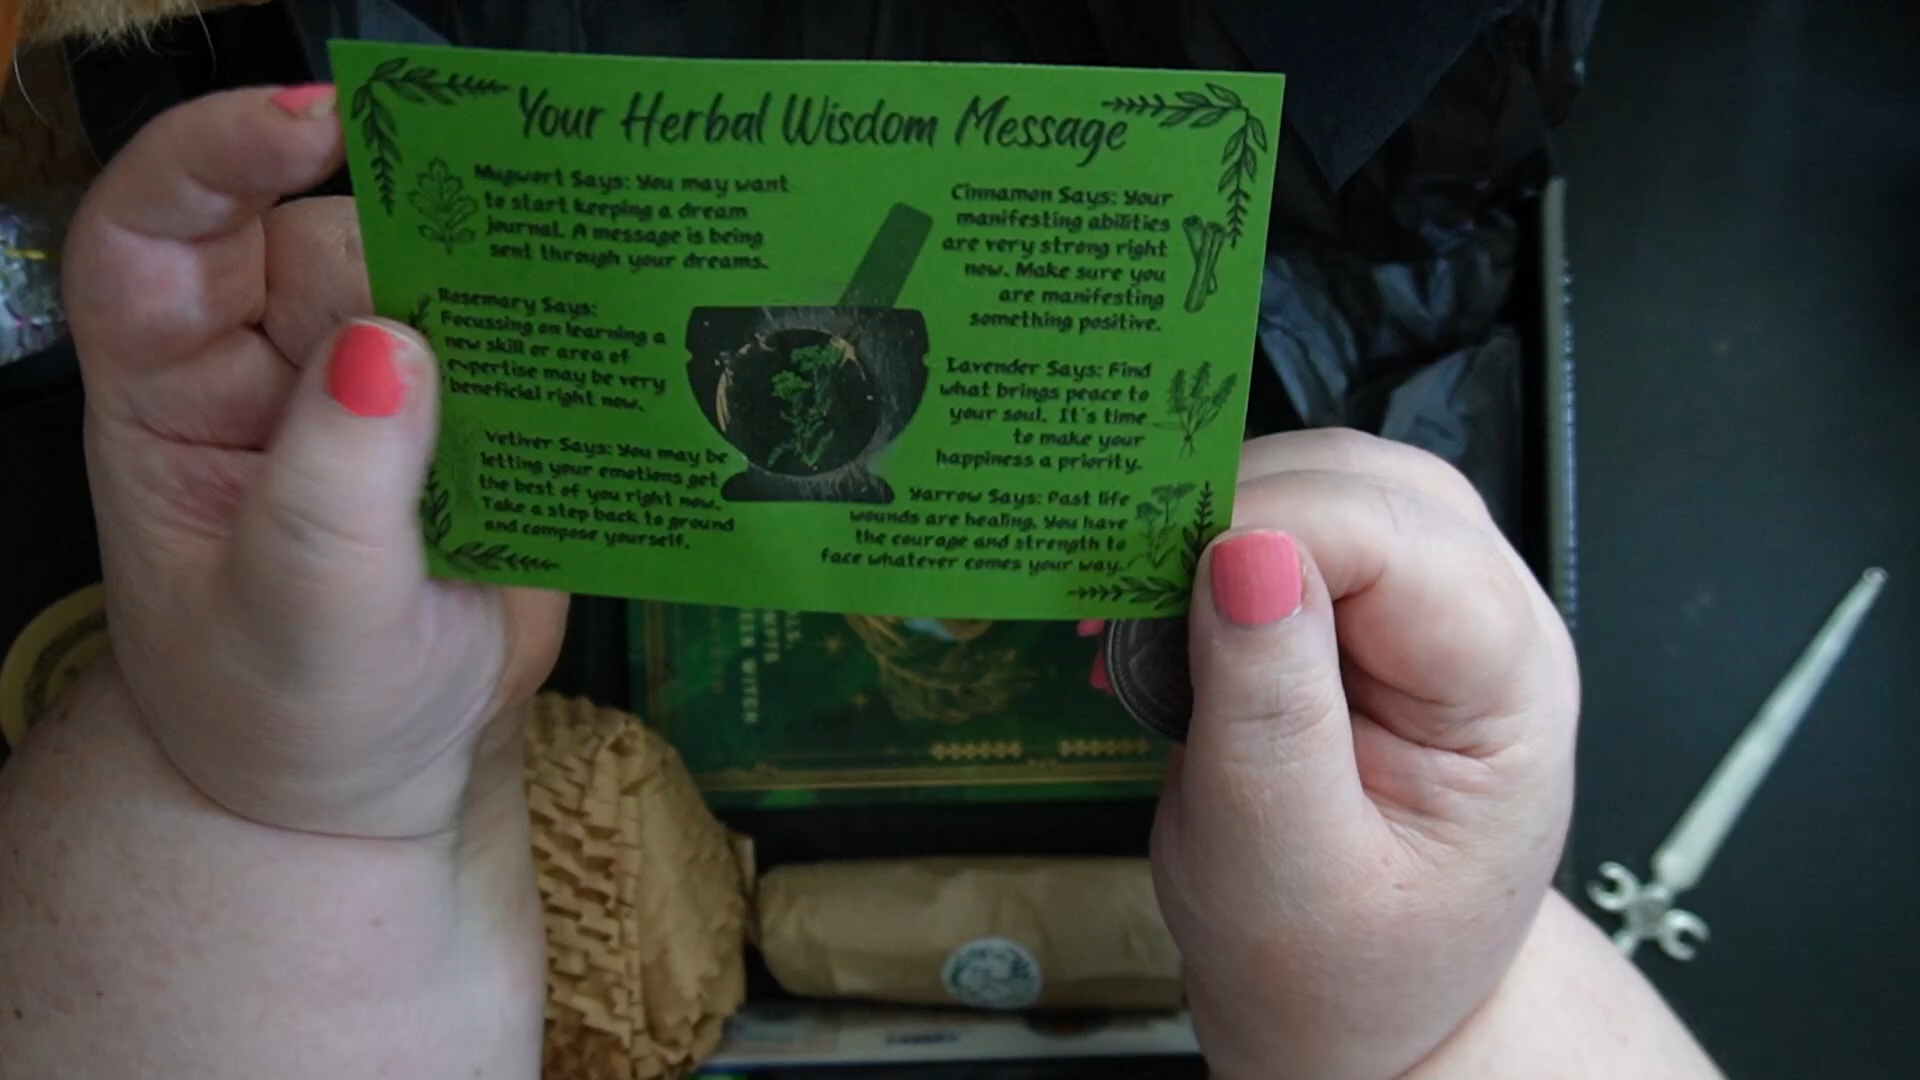 Your Herbal Wisdom Message
Mugwort Says: You may want
to start keeping a dream
journal. A message is being
sent through your dreams.
Rosemary Says:
Focussing on learning a
new skill or area of
expertise may be very
beneficial right now.
Vetiver Says: You may be
letting your emotions get
the best of you right now.
Take a step back to ground
and compose yourself.
Cinnamon Says: Your
manifesting abilities
are very strong right
now. Make sure you
are manifesting
something positive.
Lavender Says: Find
what brings peace to
your soul. It's time
to make your
happiness a priority.
Yarrow Says: Past life
wounds are healing. You have
the courage and strength to
face whatever comes your way.
WITCH